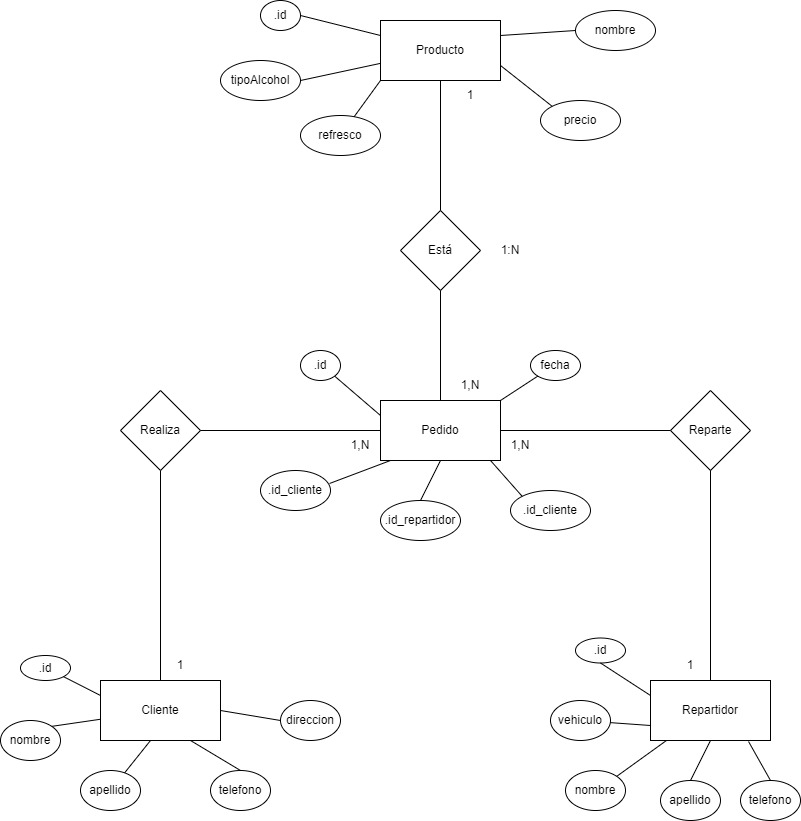 .id
Producto
nombre
tipoAlcohol
1
precio
refresco
Está
1:N
.id
fecha
1,N
Realiza
Pedido
Reparte
1,N
1,N
.id_cliente
.id_repartidor
.id_cliente
.id
1
1
.id
Cliente
direccion
vehiculo
Repartidor
nombre
apellido
telefono
nombre
apellido
telefono